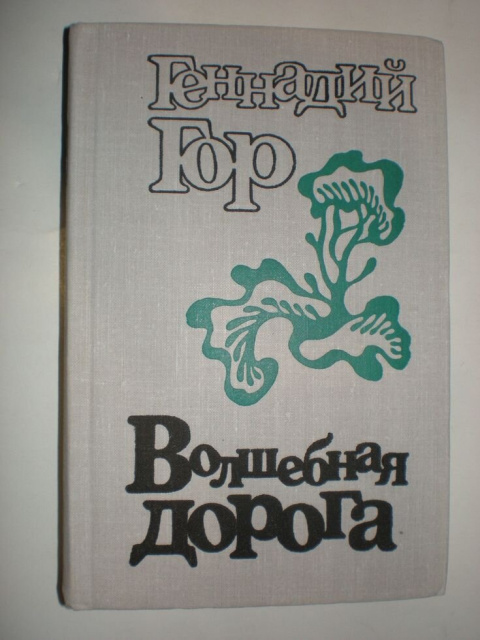 Геннадий
Гор
Волшебная
дорога